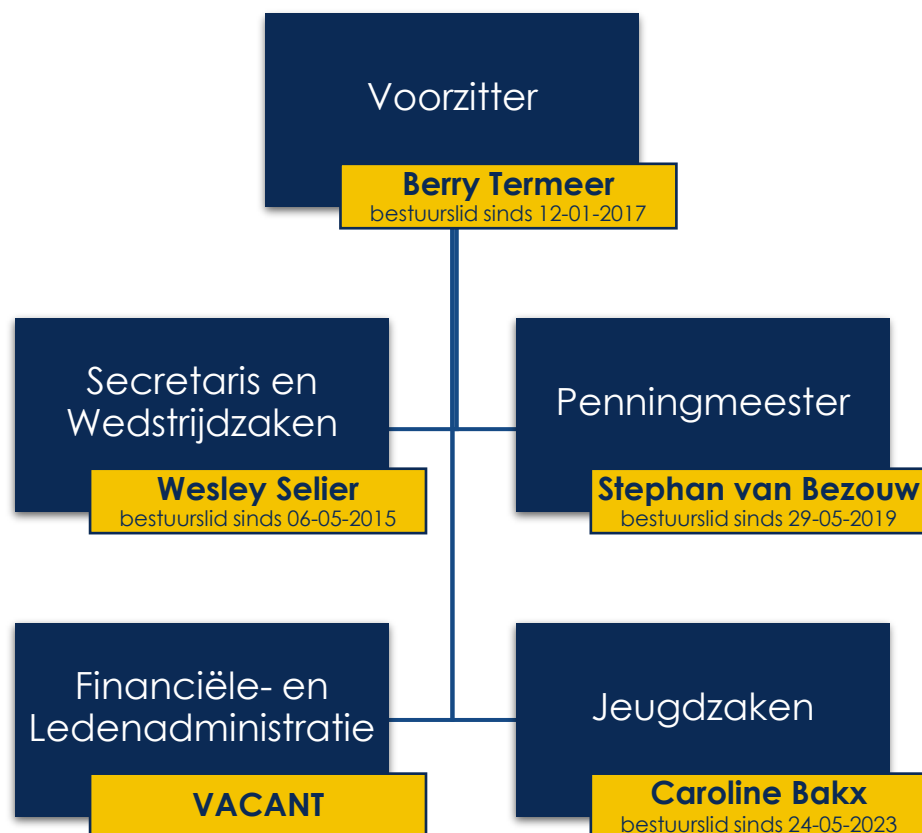 Voorzitter
Berry Termeer
bestuurslid sinds 12-01-2017
Secretaris en
Wedstrijdzaken
Wesley Selier
bestuurslid sinds 06-05-2015
Penningmeester
Stephan van Bezouw
bestuurslid sinds 29-05-2019
Financiële- en
Ledenadministratie
VACANT
Jeugdzaken
Caroline Bakx
bestuurslid sinds 24-05-2023